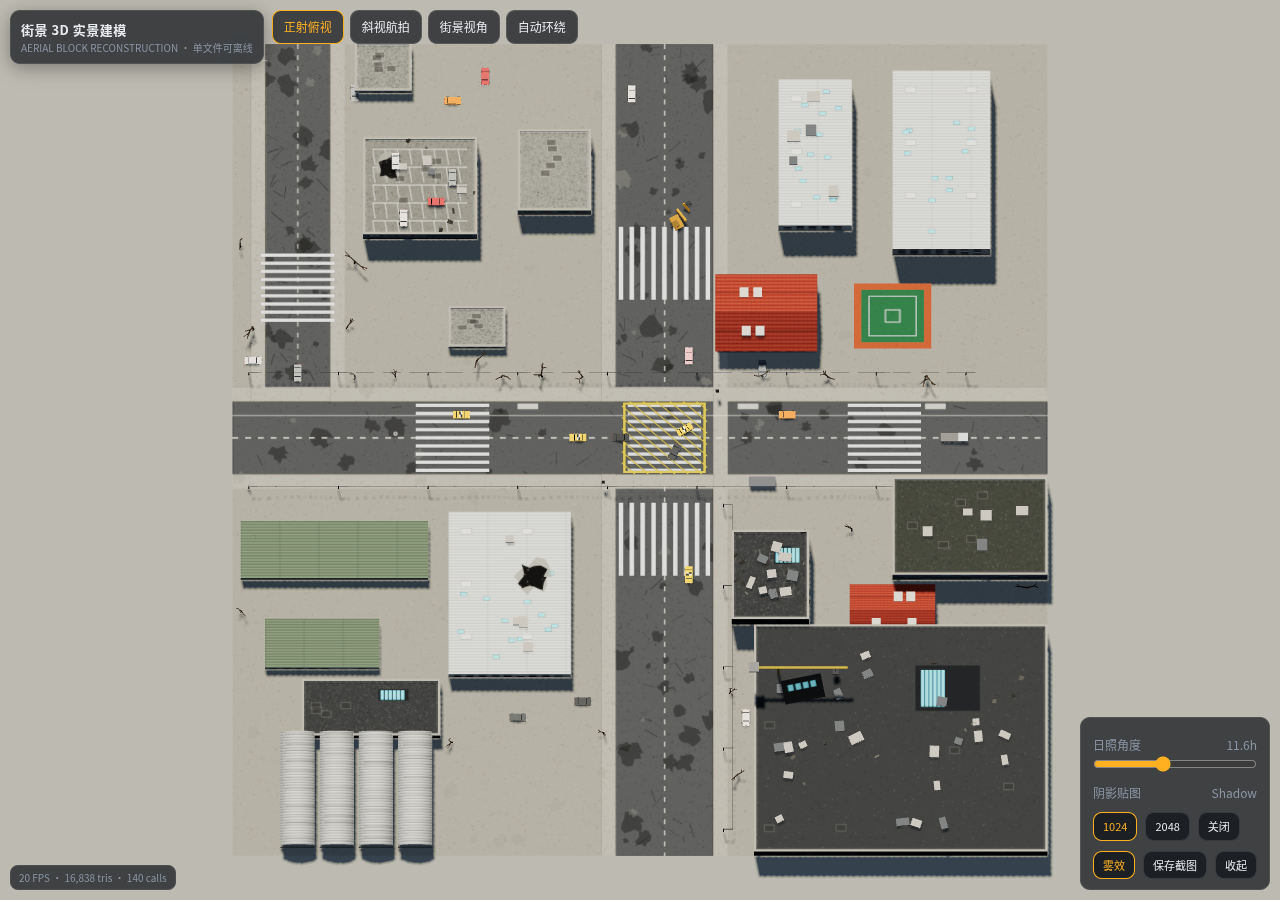 街景 3D 实景建模
AERIAL BLOCK RECONSTRUCTION · 单文件可离线
正射俯视
斜视航拍
街景视角
自动环绕
日照角度 11.6h
阴影贴图 Shadow
1024 2048 关闭
雾效 保存截图 收起
20 FPS · 16,838 tris · 140 calls